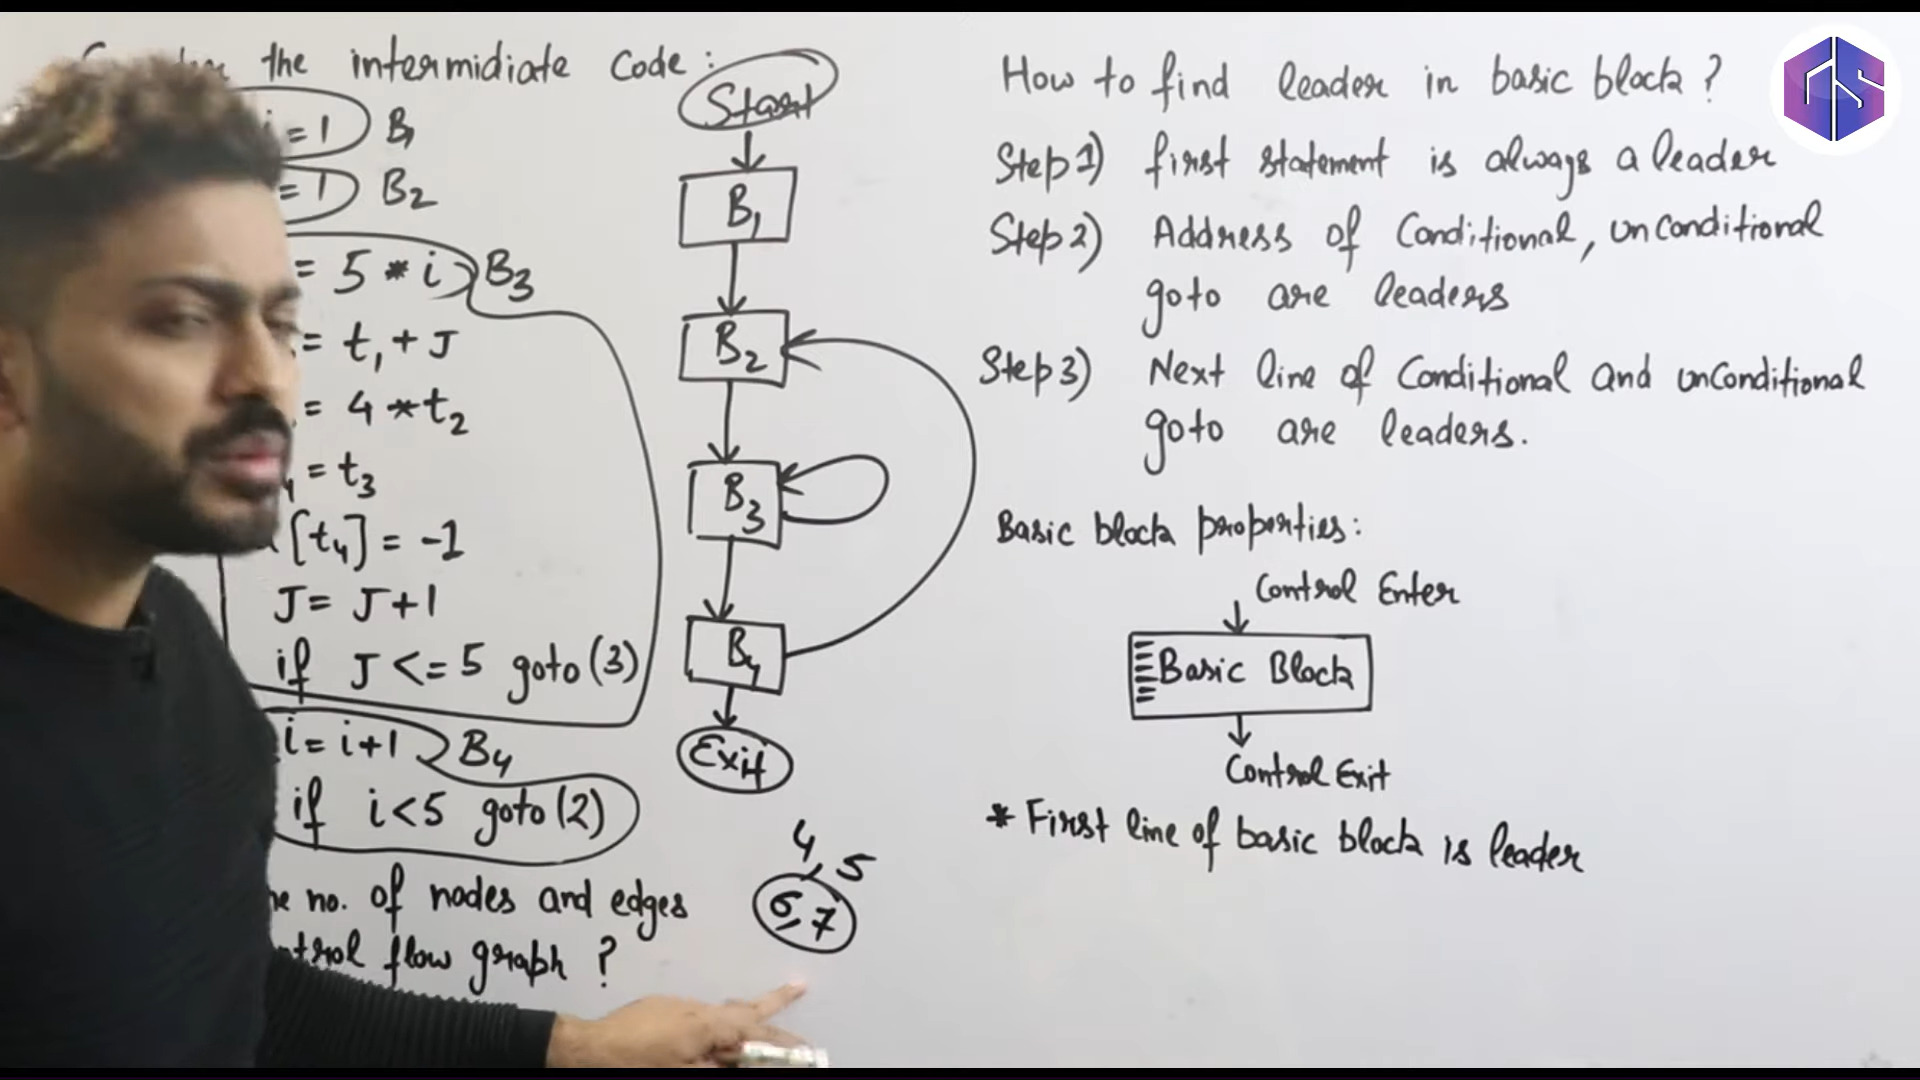 the intermidiate code:
i = 1 B1
= 1 B2
= 5 * i B3
= t1 + J
= 4 * t2
= t3
[t4] = -1
J = J+1
if J <= 5 goto (3)
i = i+1 B4
if i<5 goto (2)
no. of nodes and edges
flow graph ?
Start
B1
B2
B3
B4
Exit
4, 5
6, 7
How to find leader in basic block ?
Step 1) first statement is always a leader
Step 2) Address of Conditional, unconditional
goto are leaders
Step 3) Next line of Conditional and unconditional
goto are leaders.
Basic block properties:
Control Enter
Basic Block
Control Exit
* First line of basic block is leader